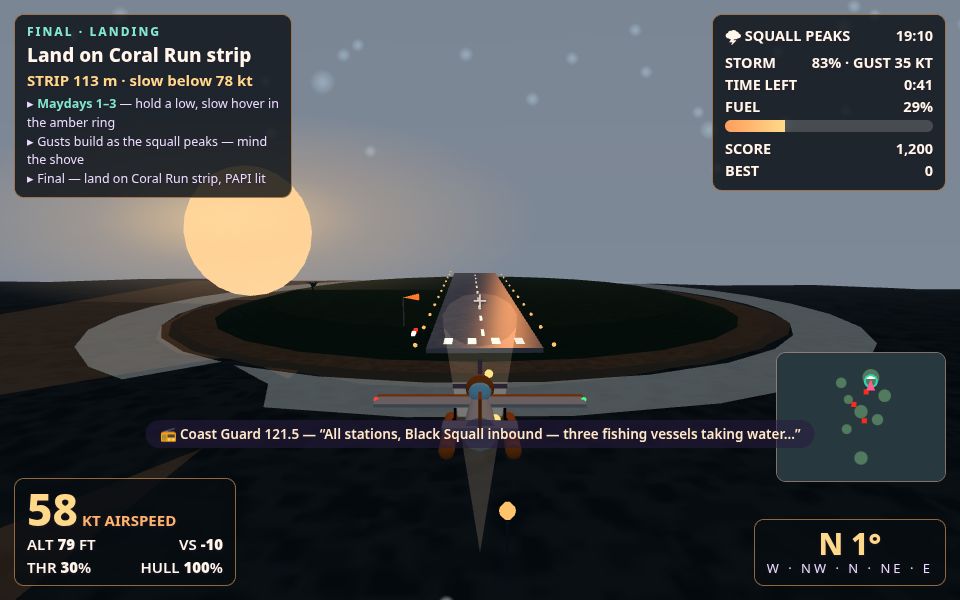 FINAL · LANDING
Land on Coral Run strip
STRIP 113 m · slow below 78 kt
▸ Maydays 1–3 — hold a low, slow hover in
the amber ring
▸ Gusts build as the squall peaks — mind
the shove
▸ Final — land on Coral Run strip, PAPI lit
SQUALL PEAKS 19:10
STORM 83% · GUST 35 KT
TIME LEFT 0:41
FUEL 29%
SCORE 1,200
BEST 0
Coast Guard 121.5 — “All stations, Black Squall inbound — three fishing vessels taking water…”
58 KT AIRSPEED
ALT 79 FT VS -10
THR 30% HULL 100%
N 1°
W · NW · N · NE · E